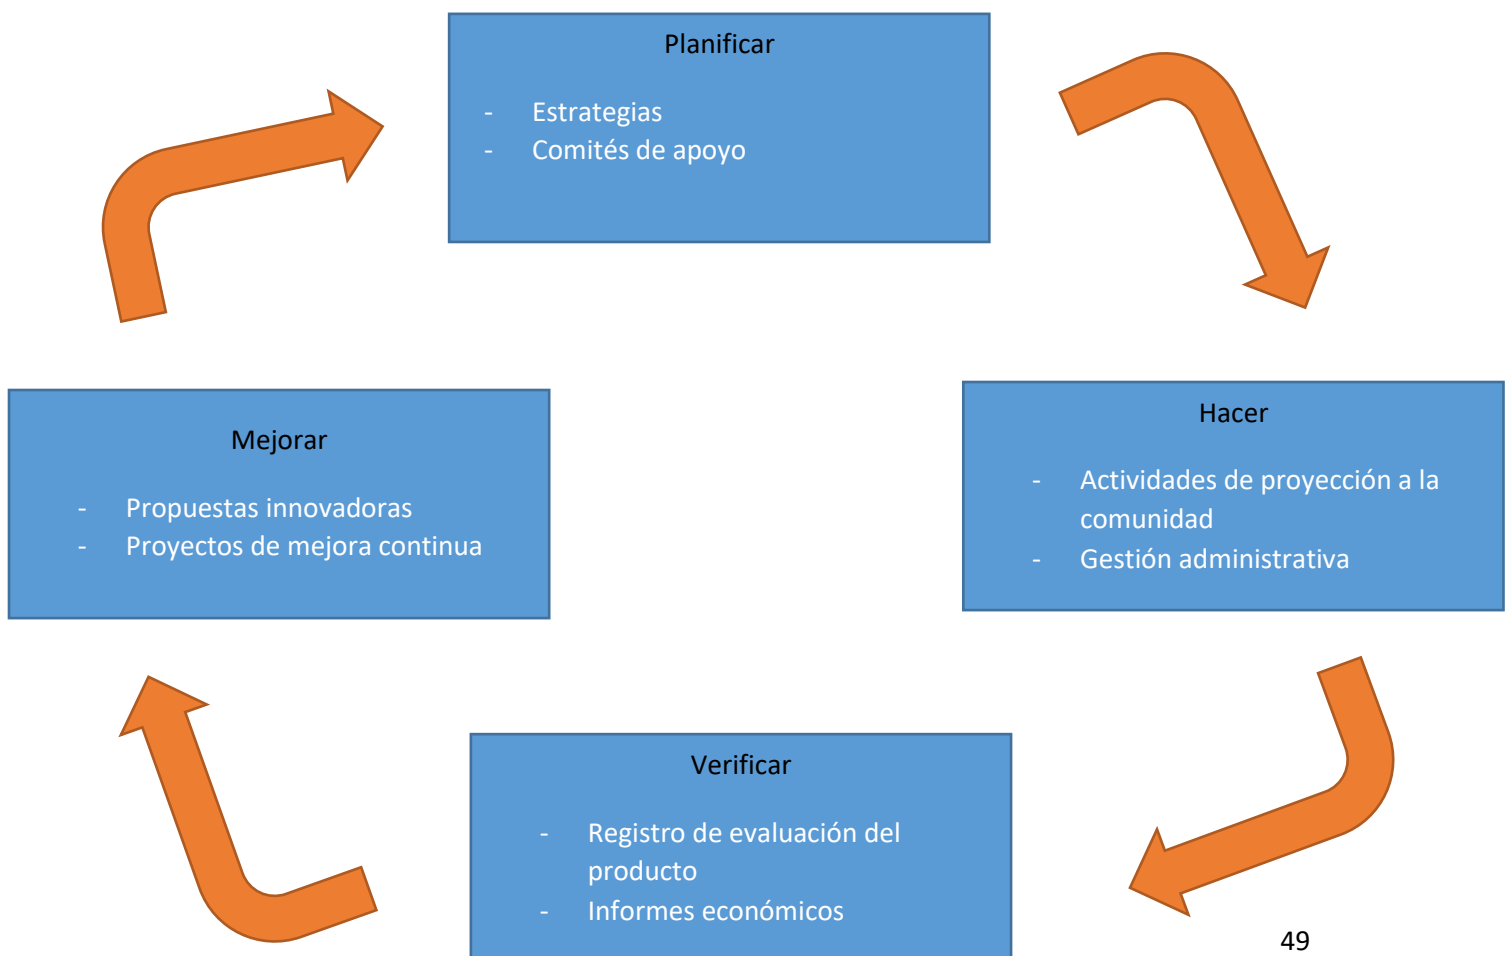 Planificar
- Estrategias
- Comités de apoyo
Hacer
- Actividades de proyección a la
comunidad
- Gestión administrativa
Mejorar
- Propuestas innovadoras
- Proyectos de mejora continua
Verificar
- Registro de evaluación del
producto
- Informes económicos
49